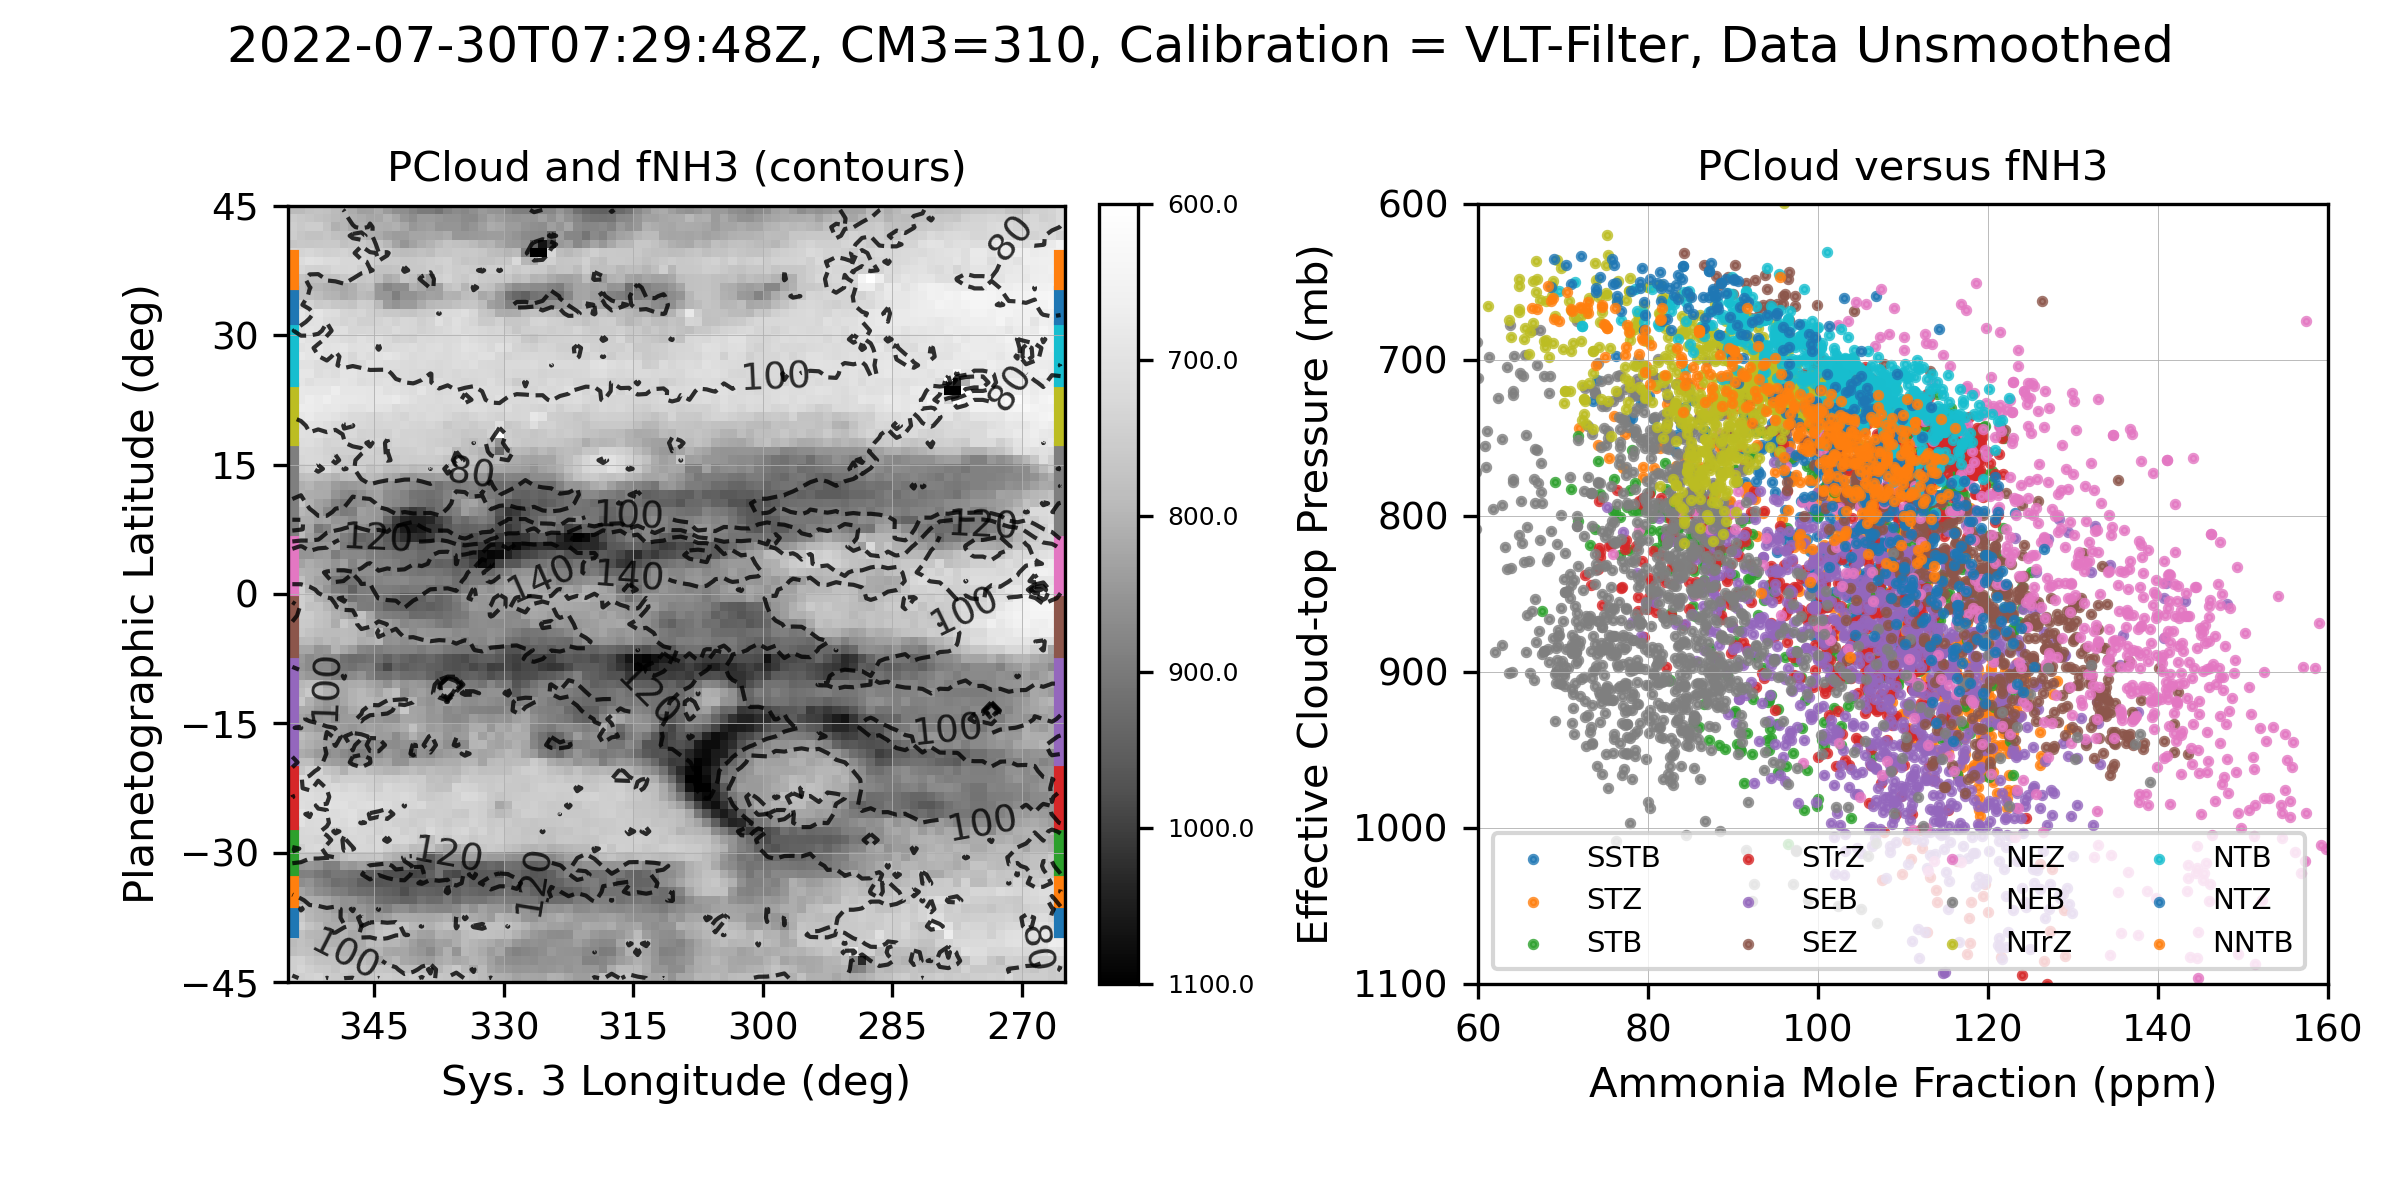 2022-07-30T07:29:48Z, CM3=310, Calibration = VLT-Filter, Data Unsmoothed
PCloud and fNH3 (contours)
Planetographic Latitude (deg)
45
30
15
0
−15
−30
−45
80
100
80
80
100
120
120
140
140
100
100
120
100
100
120
120
100
80
345
330
315
300
285
270
Sys. 3 Longitude (deg)
600.0
700.0
800.0
900.0
1000.0
1100.0
PCloud versus fNH3
Effective Cloud-top Pressure (mb)
600
700
800
900
1000
1100
SSTB
STZ
STB
STrZ
SEB
SEZ
NEZ
NEB
NTrZ
NTB
NTZ
NNTB
60
80
100
120
140
160
Ammonia Mole Fraction (ppm)